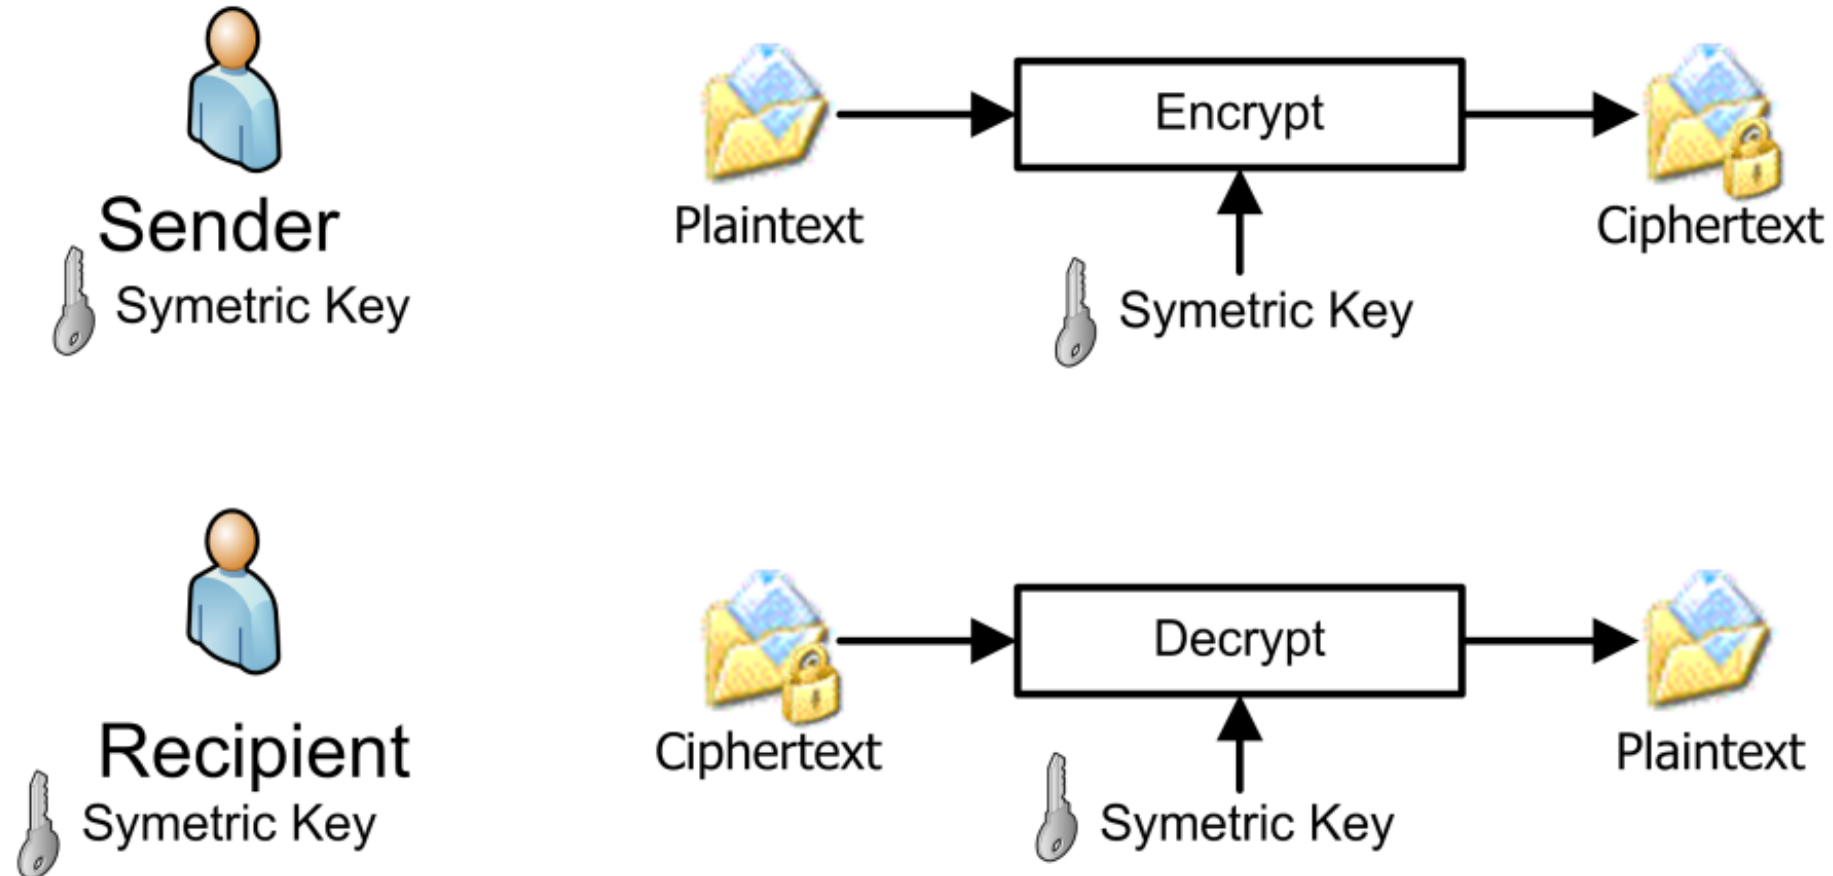 Sender
Symetric Key
Plaintext
Encrypt
Symetric Key
Ciphertext
Recipient
Symetric Key
Ciphertext
Decrypt
Symetric Key
Plaintext